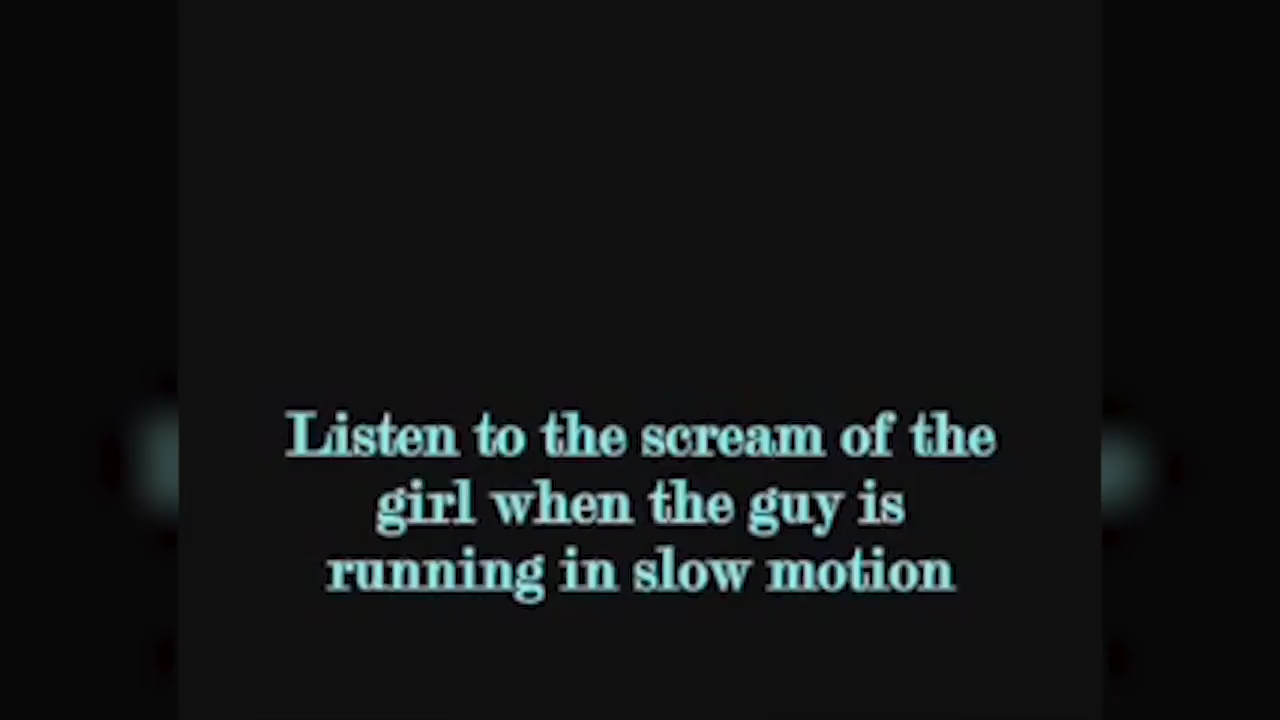 Listen to the scream of the
girl when the guy is
running in slow motion